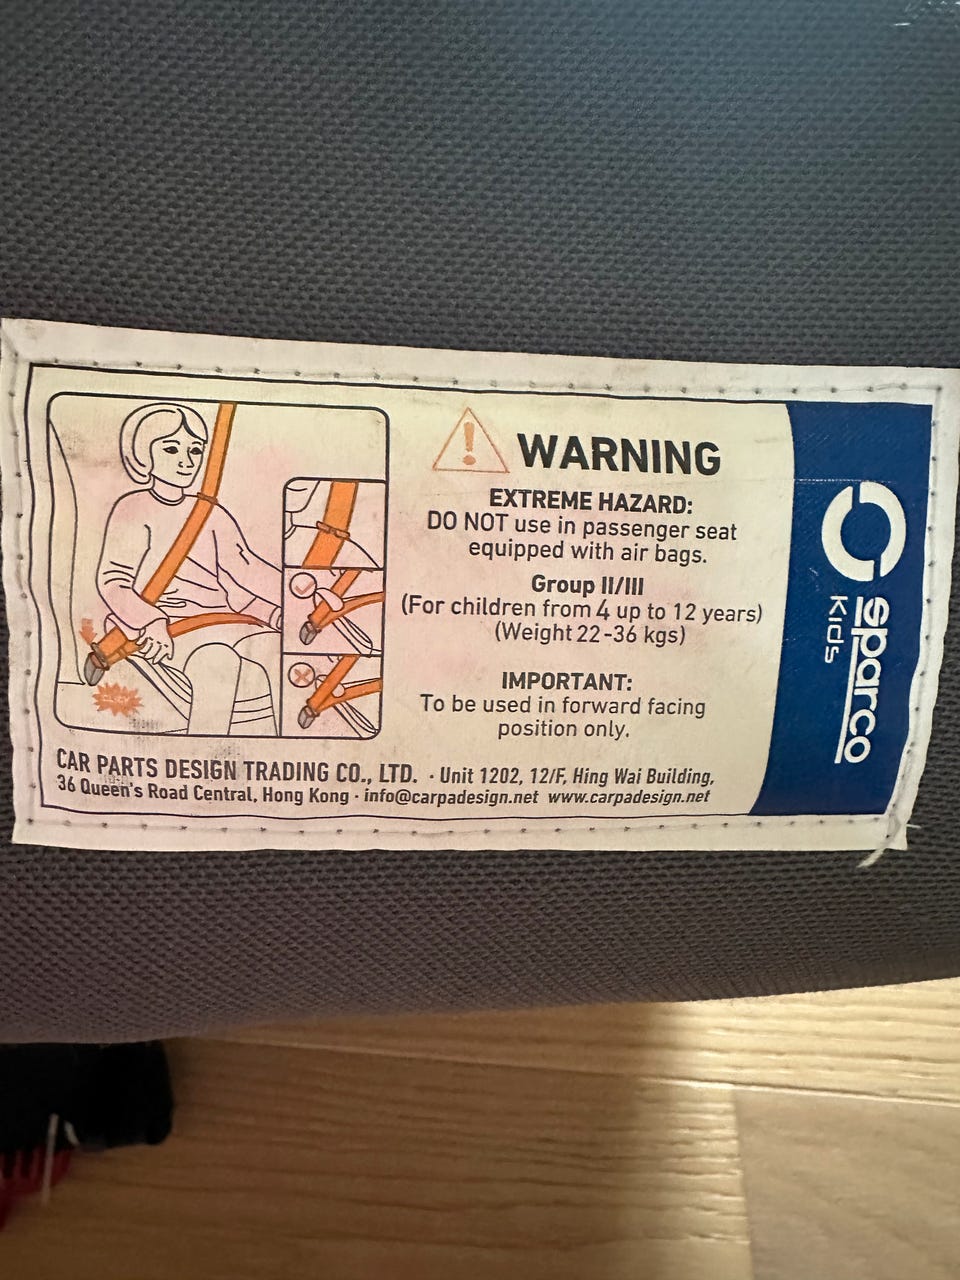 WARNING
EXTREME HAZARD:
DO NOT use in passenger seat
equipped with air bags.
Group II/III
(For children from 4 up to 12 years)
(Weight 22-36 kgs)
IMPORTANT:
To be used in forward facing
position only.
CAR PARTS DESIGN TRADING CO., LTD. · Unit 1202, 12/F, Hing Wai Building,
36 Queen's Road Central, Hong Kong · info@carpadesign.net www.carpadesign.net
sparco
Kids